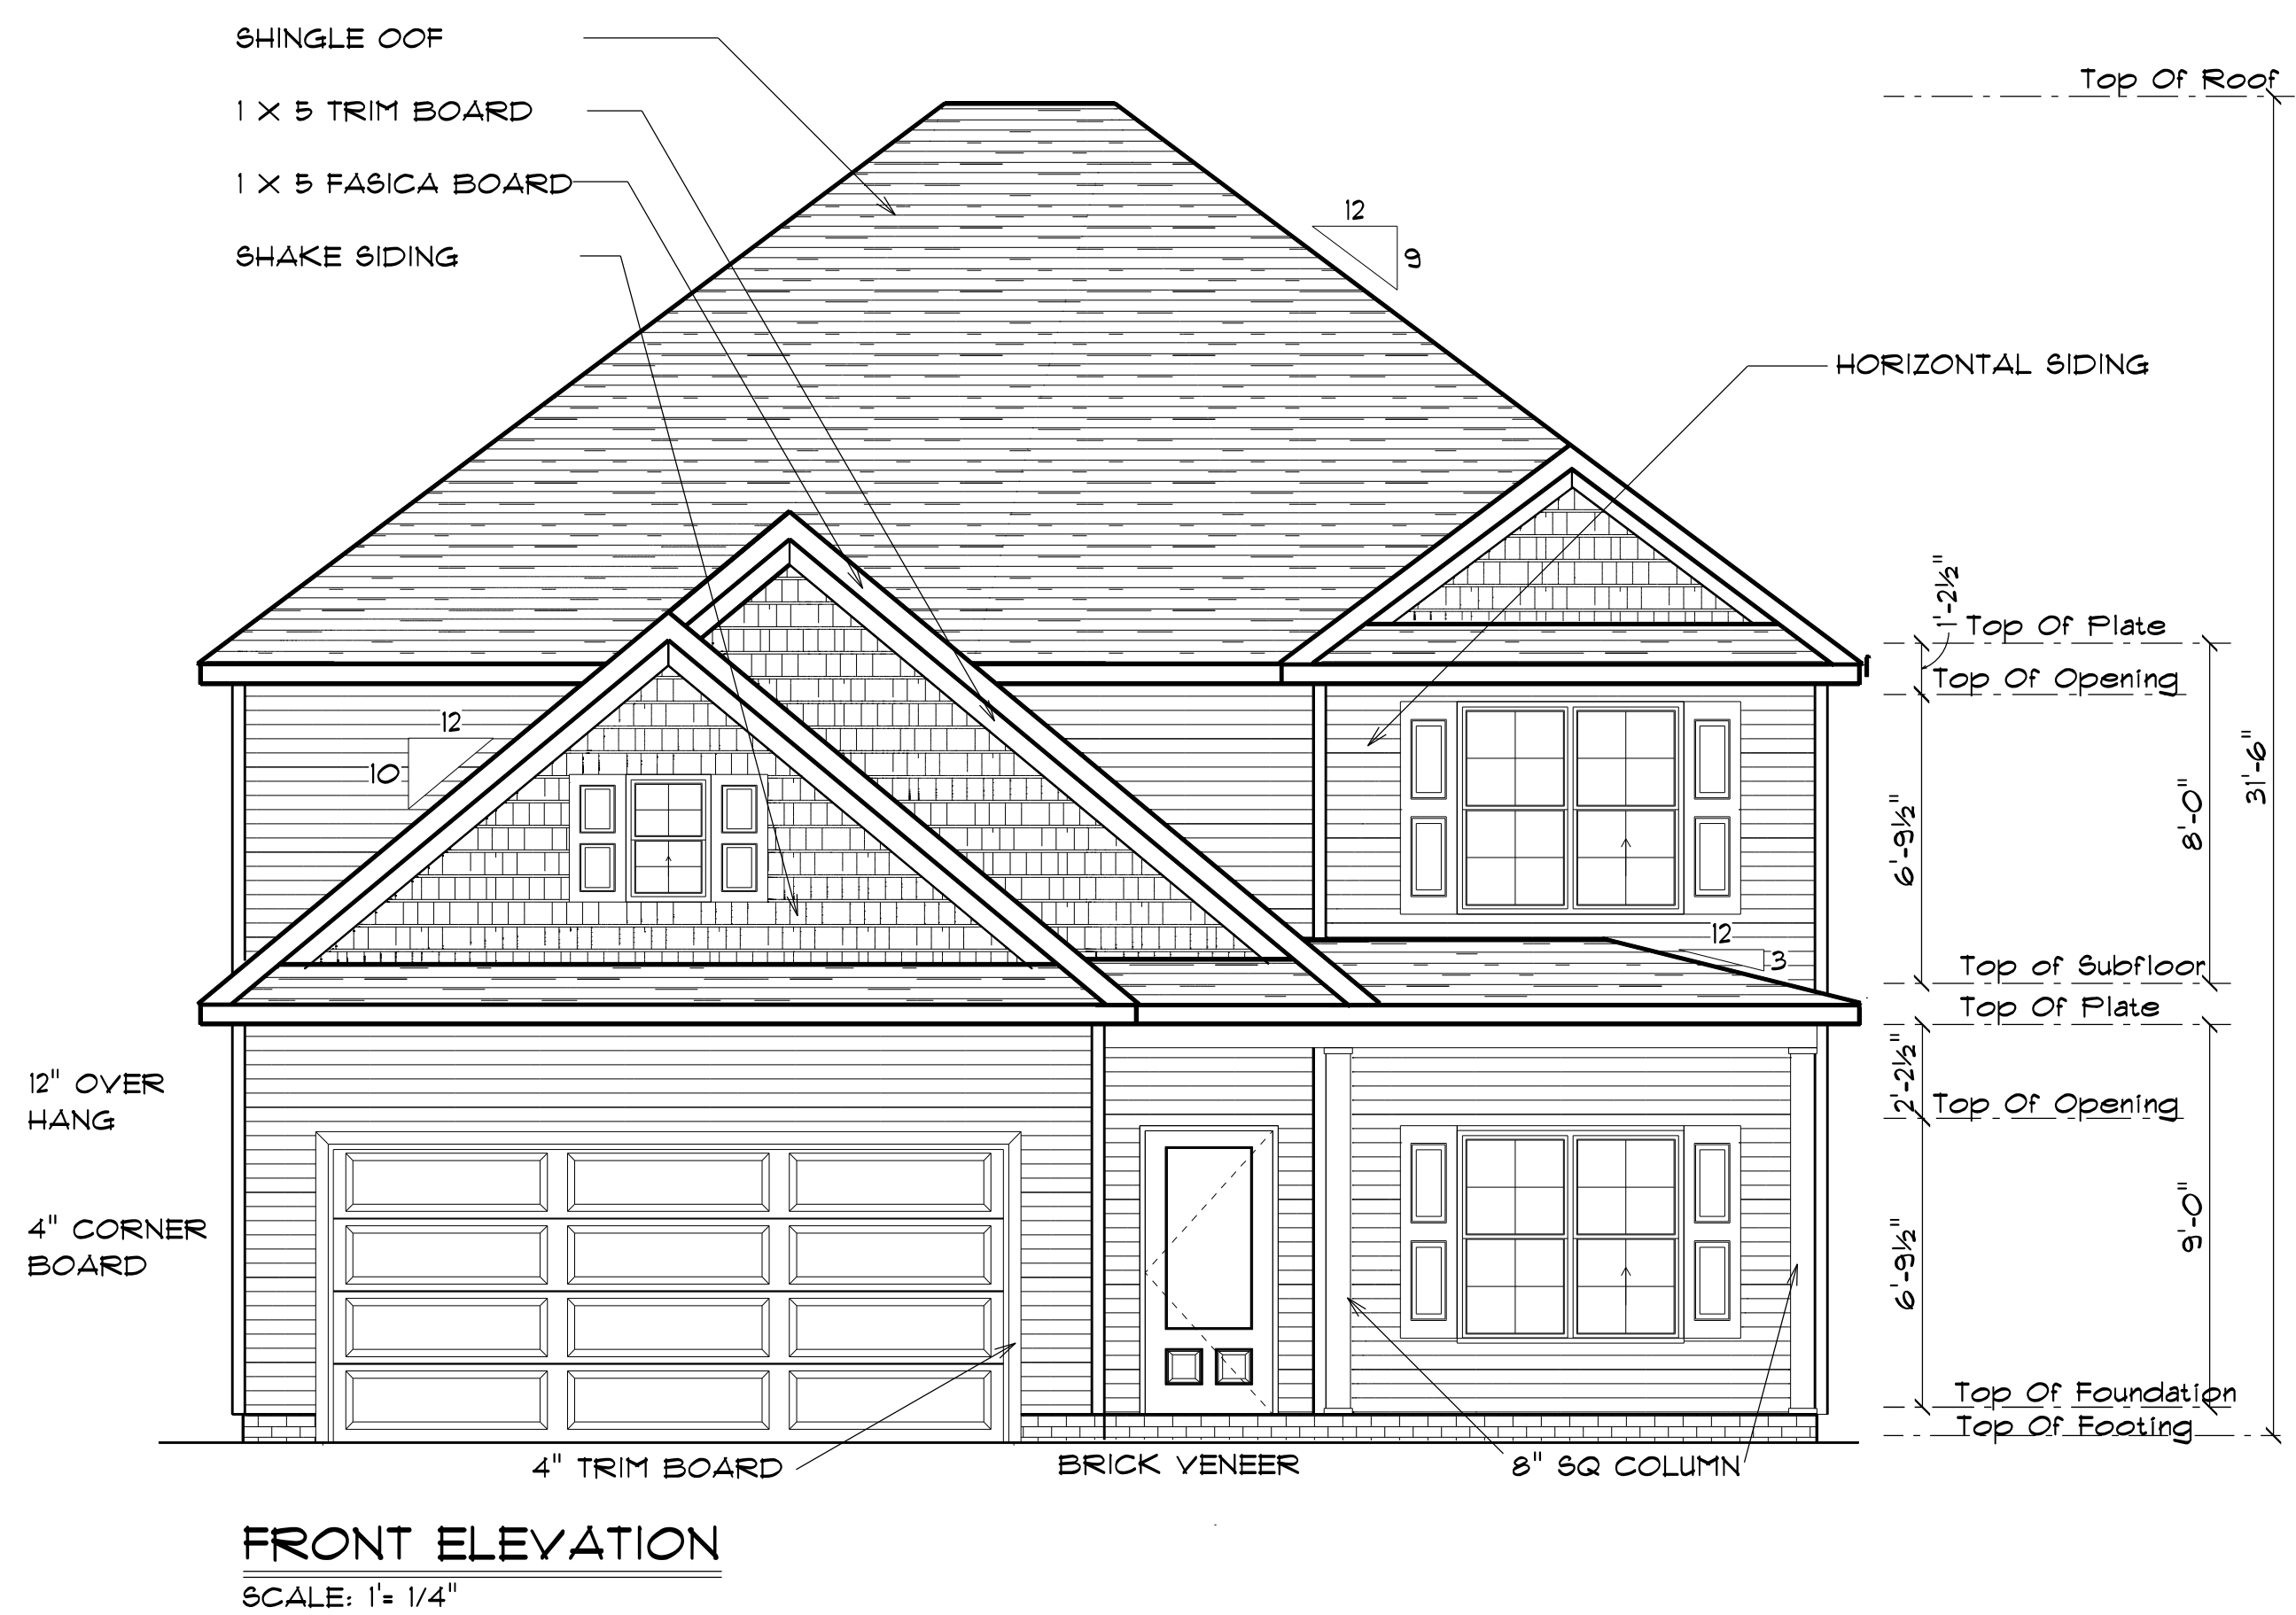 SHINGLE OOF
Top Of Roof
1 X 5 TRIM BOARD
1 X 5 FASICA BOARD
12
9
SHAKE SIDING
HORIZONTAL SIDING
1'-2½"
Top Of Plate
Top Of Opening
12
10
31'-6"
8'-0"
6'-9½"
12
3
Top of Subfloor
Top Of Plate
12" OVER
HANG
2'-2½"
Top Of Opening
4" CORNER
BOARD
9'-0"
6'-9½"
Top Of Foundation
Top Of Footing
4" TRIM BOARD
BRICK VENEER
8" SQ COLUMN
FRONT ELEVATION
SCALE: 1'= 1/4"